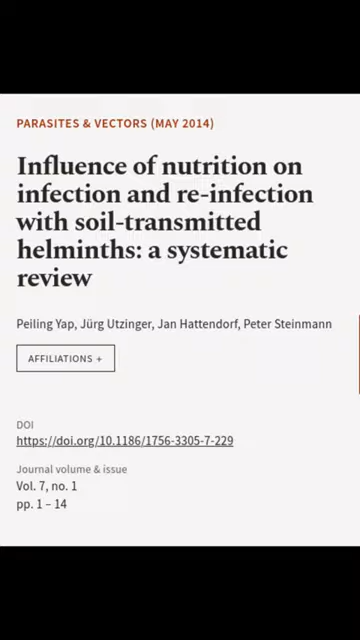 PARASITES & VECTORS (MAY 2014)
Influence of nutrition on
infection and re-infection
with soil-transmitted
helminths: a systematic
review
Peiling Yap, Jürg Utzinger, Jan Hattendorf, Peter Steinmann
AFFILIATIONS +
DOI
https://doi.org/10.1186/1756-3305-7-229
Journal volume & issue
Vol. 7, no. 1
pp. 1 – 14